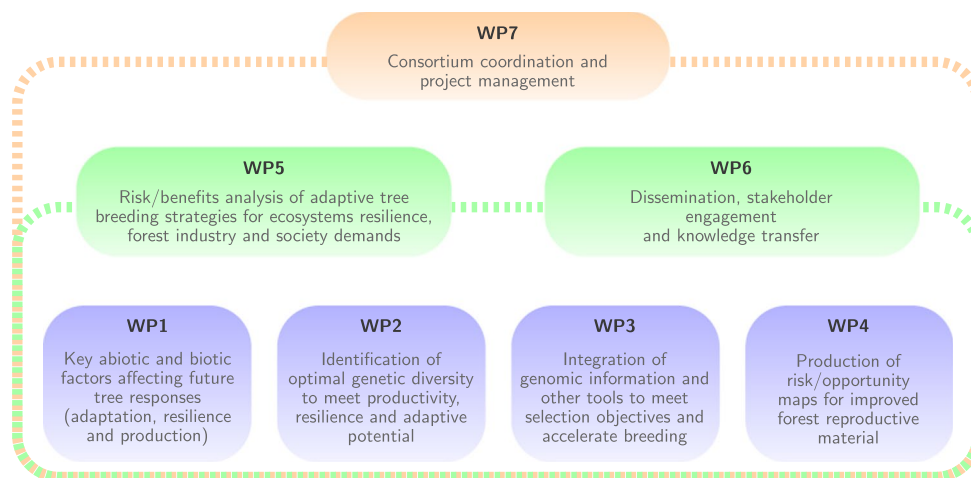 WP7
Consortium coordination and
project management
WP5
Risk/benefits analysis of adaptive tree
breeding strategies for ecosystems resilience,
forest industry and society demands
WP6
Dissemination, stakeholder
engagement
and knowledge transfer
WP1
Key abiotic and biotic
factors affecting future
tree responses
(adaptation, resilience
and production)
WP2
Identification of
optimal genetic diversity
to meet productivity,
resilience and adaptive
potential
WP3
Integration of
genomic information and
other tools to meet
selection objectives and
accelerate breeding
WP4
Production of
risk/opportunity
maps for improved
forest reproductive
material